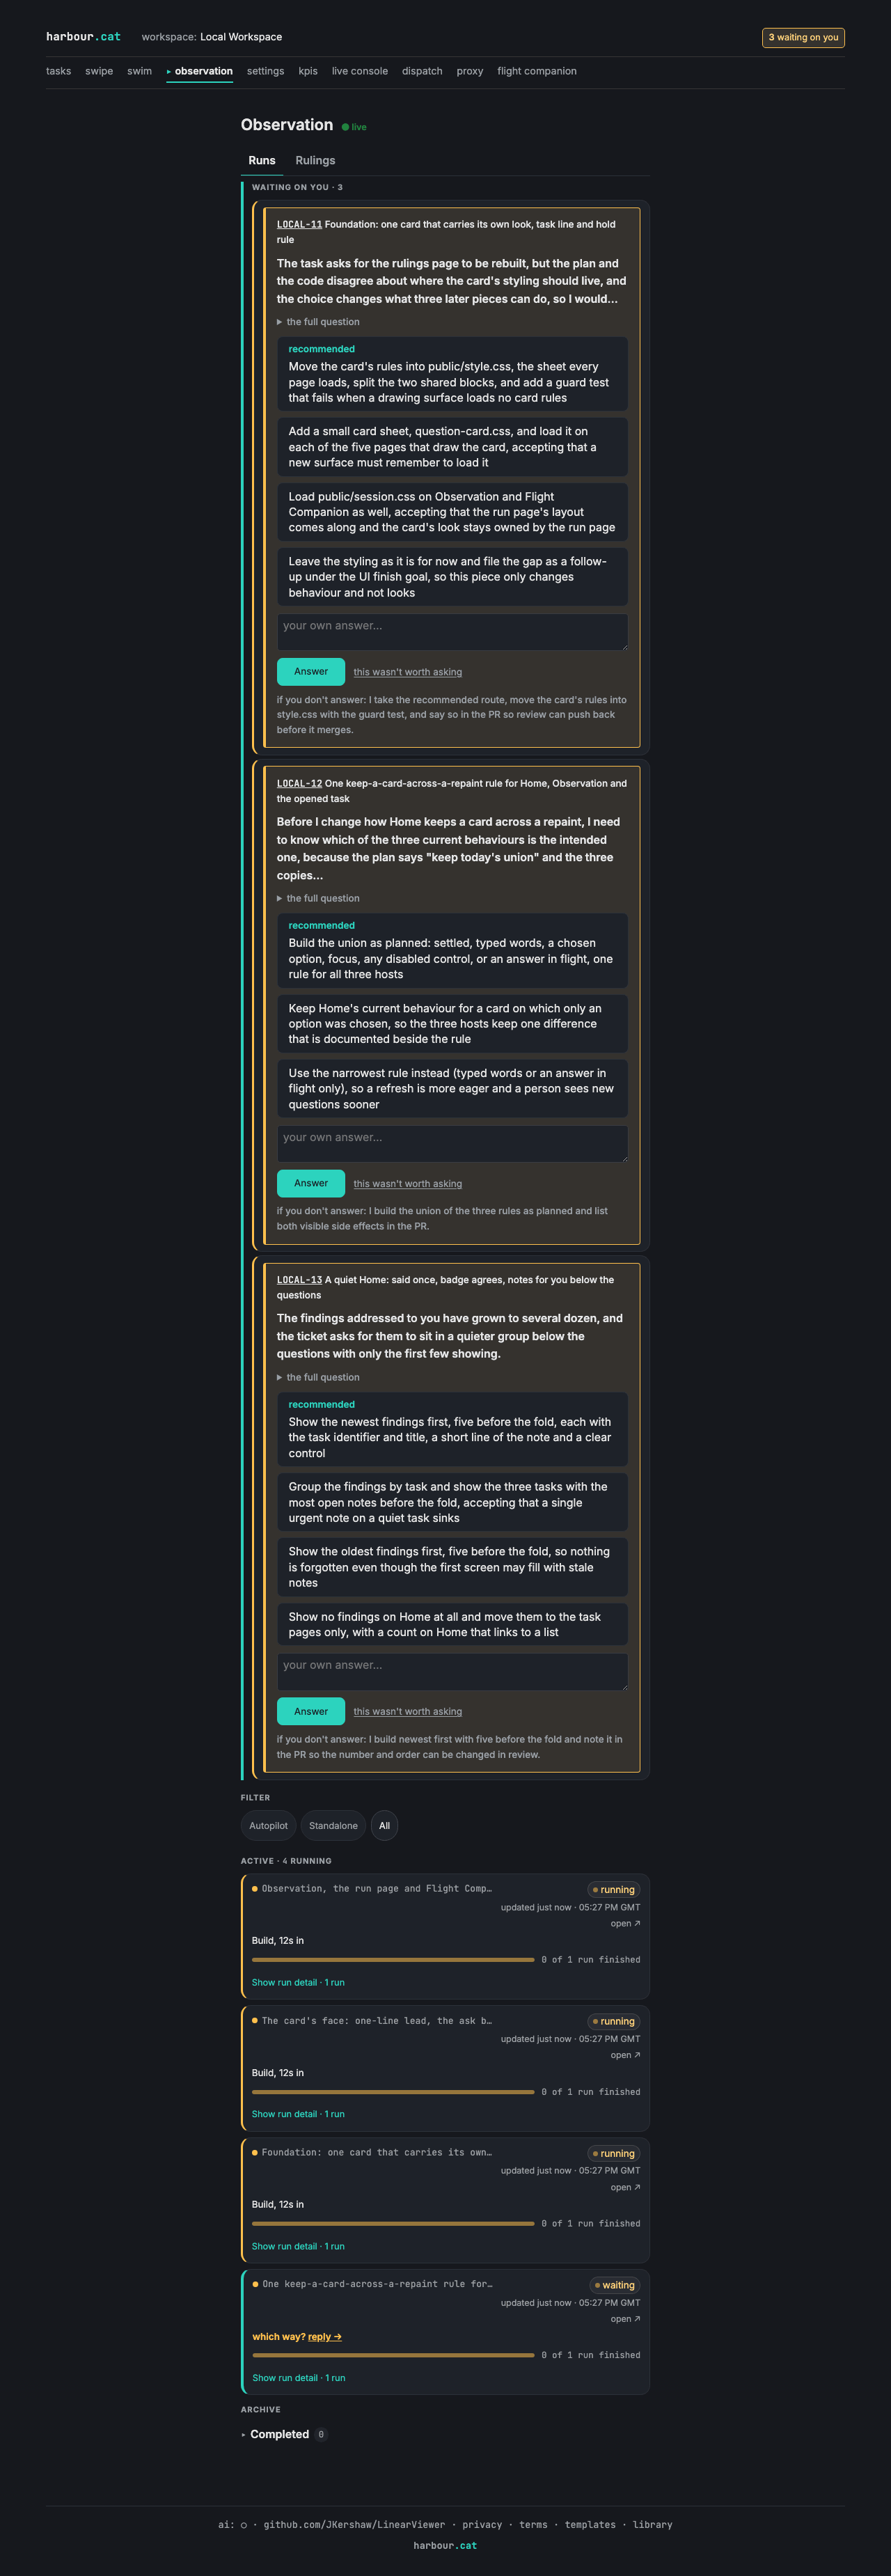 harbour.cat
workspace: Local Workspace
3 waiting on you
tasks swipe swim ▸ observation settings kpis live console dispatch proxy flight companion
Observation ● live
Runs Rulings
WAITING ON YOU · 3
LOCAL-11 Foundation: one card that carries its own look, task line and hold
rule
The task asks for the rulings page to be rebuilt, but the plan and
the code disagree about where the card's styling should live, and
the choice changes what three later pieces can do, so I would…
▶ the full question
recommended
Move the card's rules into public/style.css, the sheet every
page loads, split the two shared blocks, and add a guard test
that fails when a drawing surface loads no card rules
Add a small card sheet, question-card.css, and load it on
each of the five pages that draw the card, accepting that a
new surface must remember to load it
Load public/session.css on Observation and Flight
Companion as well, accepting that the run page's layout
comes along and the card's look stays owned by the run page
Leave the styling as it is for now and file the gap as a follow-
up under the UI finish goal, so this piece only changes
behaviour and not looks
your own answer…
Answer this wasn't worth asking
if you don't answer: I take the recommended route, move the card's rules into
style.css with the guard test, and say so in the PR so review can push back
before it merges.
LOCAL-12 One keep-a-card-across-a-repaint rule for Home, Observation and
the opened task
Before I change how Home keeps a card across a repaint, I need
to know which of the three current behaviours is the intended
one, because the plan says "keep today's union" and the three
copies…
▶ the full question
recommended
Build the union as planned: settled, typed words, a chosen
option, focus, any disabled control, or an answer in flight, one
rule for all three hosts
Keep Home's current behaviour for a card on which only an
option was chosen, so the three hosts keep one difference
that is documented beside the rule
Use the narrowest rule instead (typed words or an answer in
flight only), so a refresh is more eager and a person sees new
questions sooner
your own answer…
Answer this wasn't worth asking
if you don't answer: I build the union of the three rules as planned and list
both visible side effects in the PR.
LOCAL-13 A quiet Home: said once, badge agrees, notes for you below the
questions
The findings addressed to you have grown to several dozen, and
the ticket asks for them to sit in a quieter group below the
questions with only the first few showing.
▶ the full question
recommended
Show the newest findings first, five before the fold, each with
the task identifier and title, a short line of the note and a clear
control
Group the findings by task and show the three tasks with the
most open notes before the fold, accepting that a single
urgent note on a quiet task sinks
Show the oldest findings first, five before the fold, so nothing
is forgotten even though the first screen may fill with stale
notes
Show no findings on Home at all and move them to the task
pages only, with a count on Home that links to a list
your own answer…
Answer this wasn't worth asking
if you don't answer: I build newest first with five before the fold and note it in
the PR so the number and order can be changed in review.
FILTER
Autopilot Standalone All
ACTIVE · 4 RUNNING
Observation, the run page and Flight Comp… running
updated just now · 05:27 PM GMT
open ↗
Build, 12s in
0 of 1 run finished
Show run detail · 1 run
The card's face: one-line lead, the ask b… running
updated just now · 05:27 PM GMT
open ↗
Build, 12s in
0 of 1 run finished
Show run detail · 1 run
Foundation: one card that carries its own… running
updated just now · 05:27 PM GMT
open ↗
Build, 12s in
0 of 1 run finished
Show run detail · 1 run
One keep-a-card-across-a-repaint rule for… waiting
updated just now · 05:27 PM GMT
open ↗
which way? reply →
0 of 1 run finished
Show run detail · 1 run
ARCHIVE
▸ Completed 0
ai: ○ · github.com/JKershaw/LinearViewer · privacy · terms · templates · library
harbour.cat